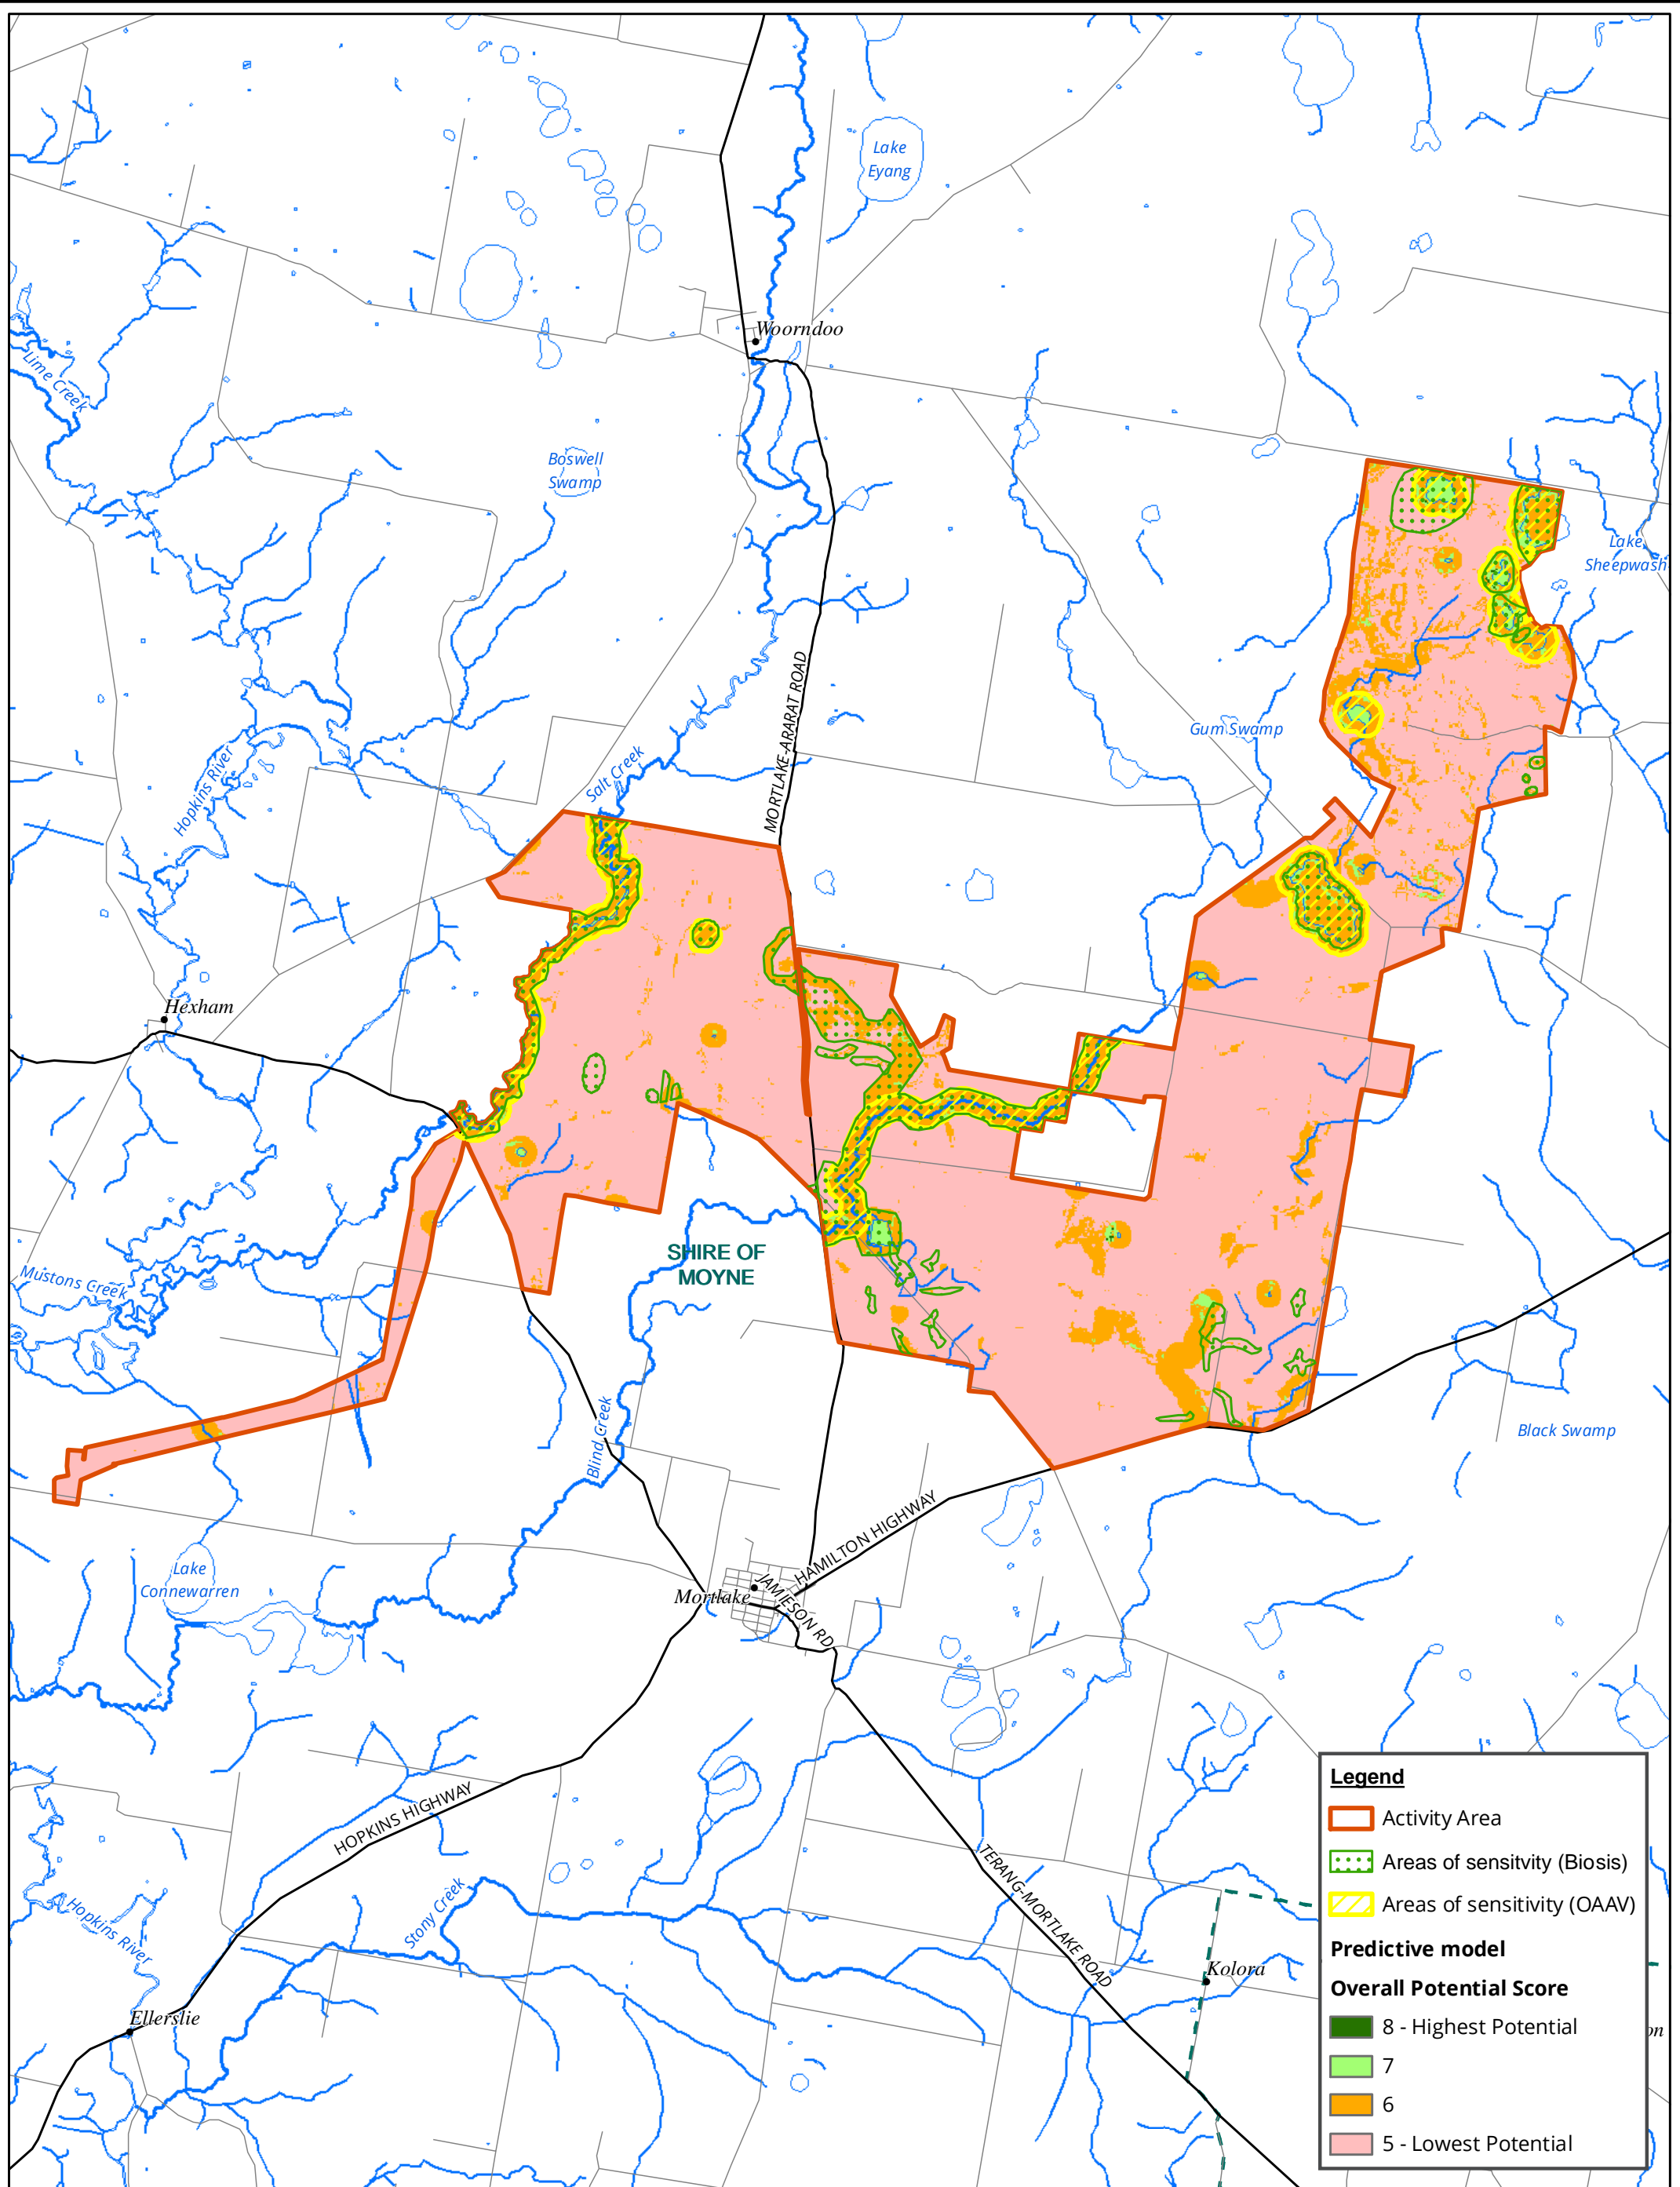 Lake
Eyang
Woorndoo
Lime Creek
Boswell
Swamp
Lake
Sheepwash
MORTLAKE-ARARAT ROAD
Gum Swamp
Salt Creek
Hopkins River
Hexham
SHIRE OF
MOYNE
Mustons Creek
Blind Creek
Black Swamp
HAMILTON HIGHWAY
Lake
Connewarren
Mortlake
JAMIESON RD
HOPKINS HIGHWAY
TERANG-MORTLAKE ROAD
Stony Creek
Hopkins River
Kolora
Ellerslie
on
Legend
Activity Area
Areas of sensitvity (Biosis)
Areas of sensitivity (OAAV)
Predictive model
Overall Potential Score
8 - Highest Potential
7
6
5 - Lowest Potential